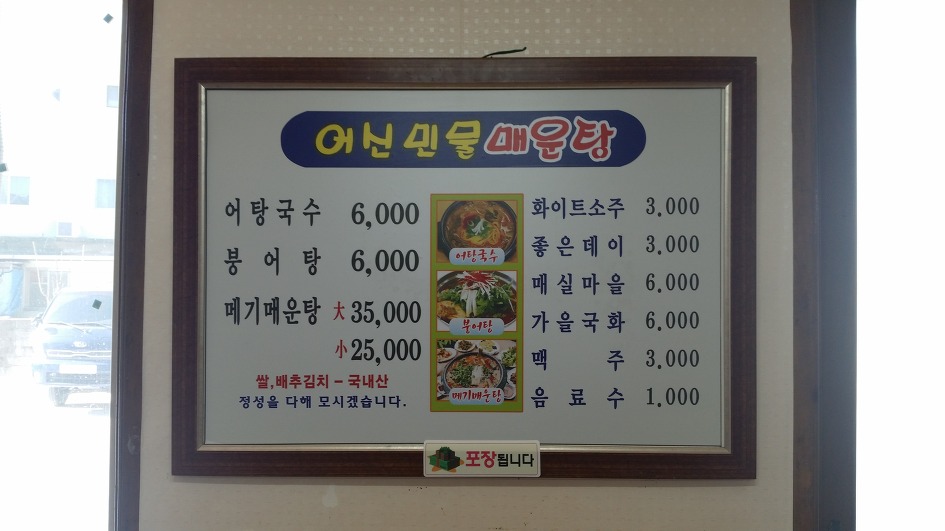 어신민물매운탕
어탕국수 6,000
붕어탕 6,000
메기매운탕 大 35,000
小 25,000
쌀,배추김치 - 국내산
정성을 다해 모시겠습니다.
어탕국수
붕어탕
메기매운탕
화이트소주 3.000
좋은데이 3.000
매실마을 6.000
가을국화 6.000
맥주 3.000
음료수 1.000
포장됩니다